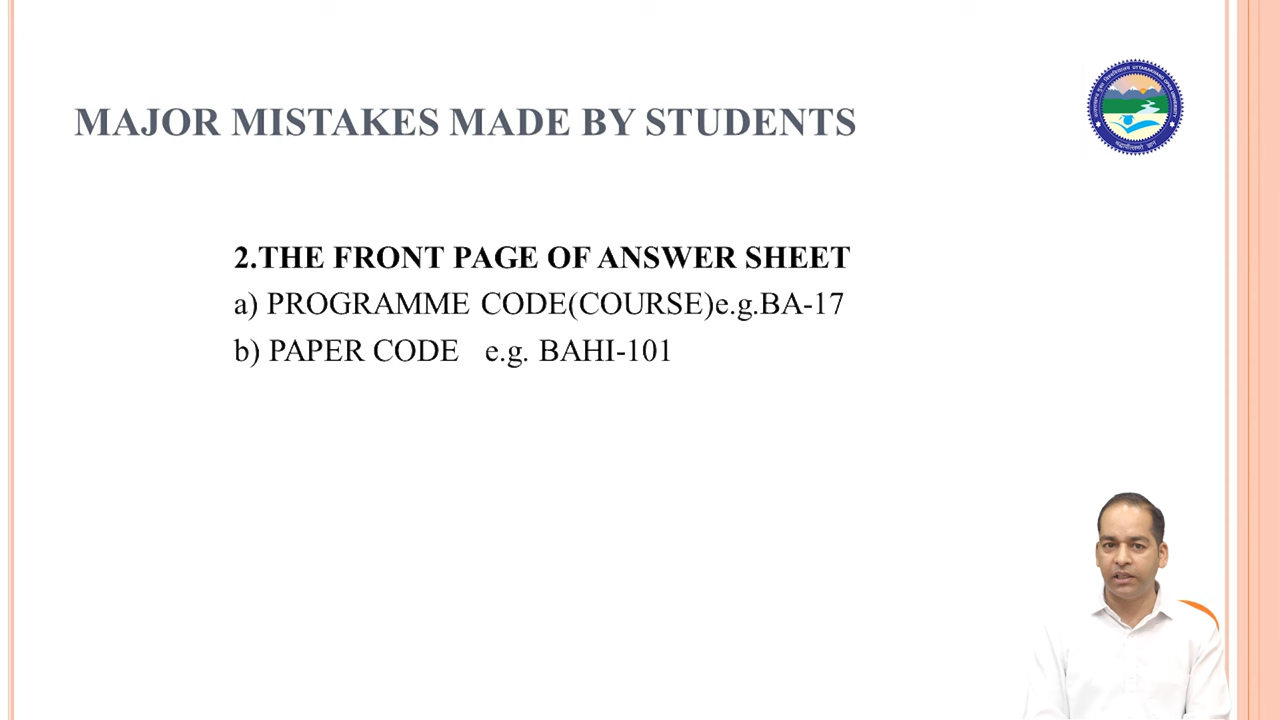 MAJOR MISTAKES MADE BY STUDENTS
2.THE FRONT PAGE OF ANSWER SHEET
a) PROGRAMME CODE(COURSE)e.g.BA-17
b) PAPER CODE e.g. BAHI-101